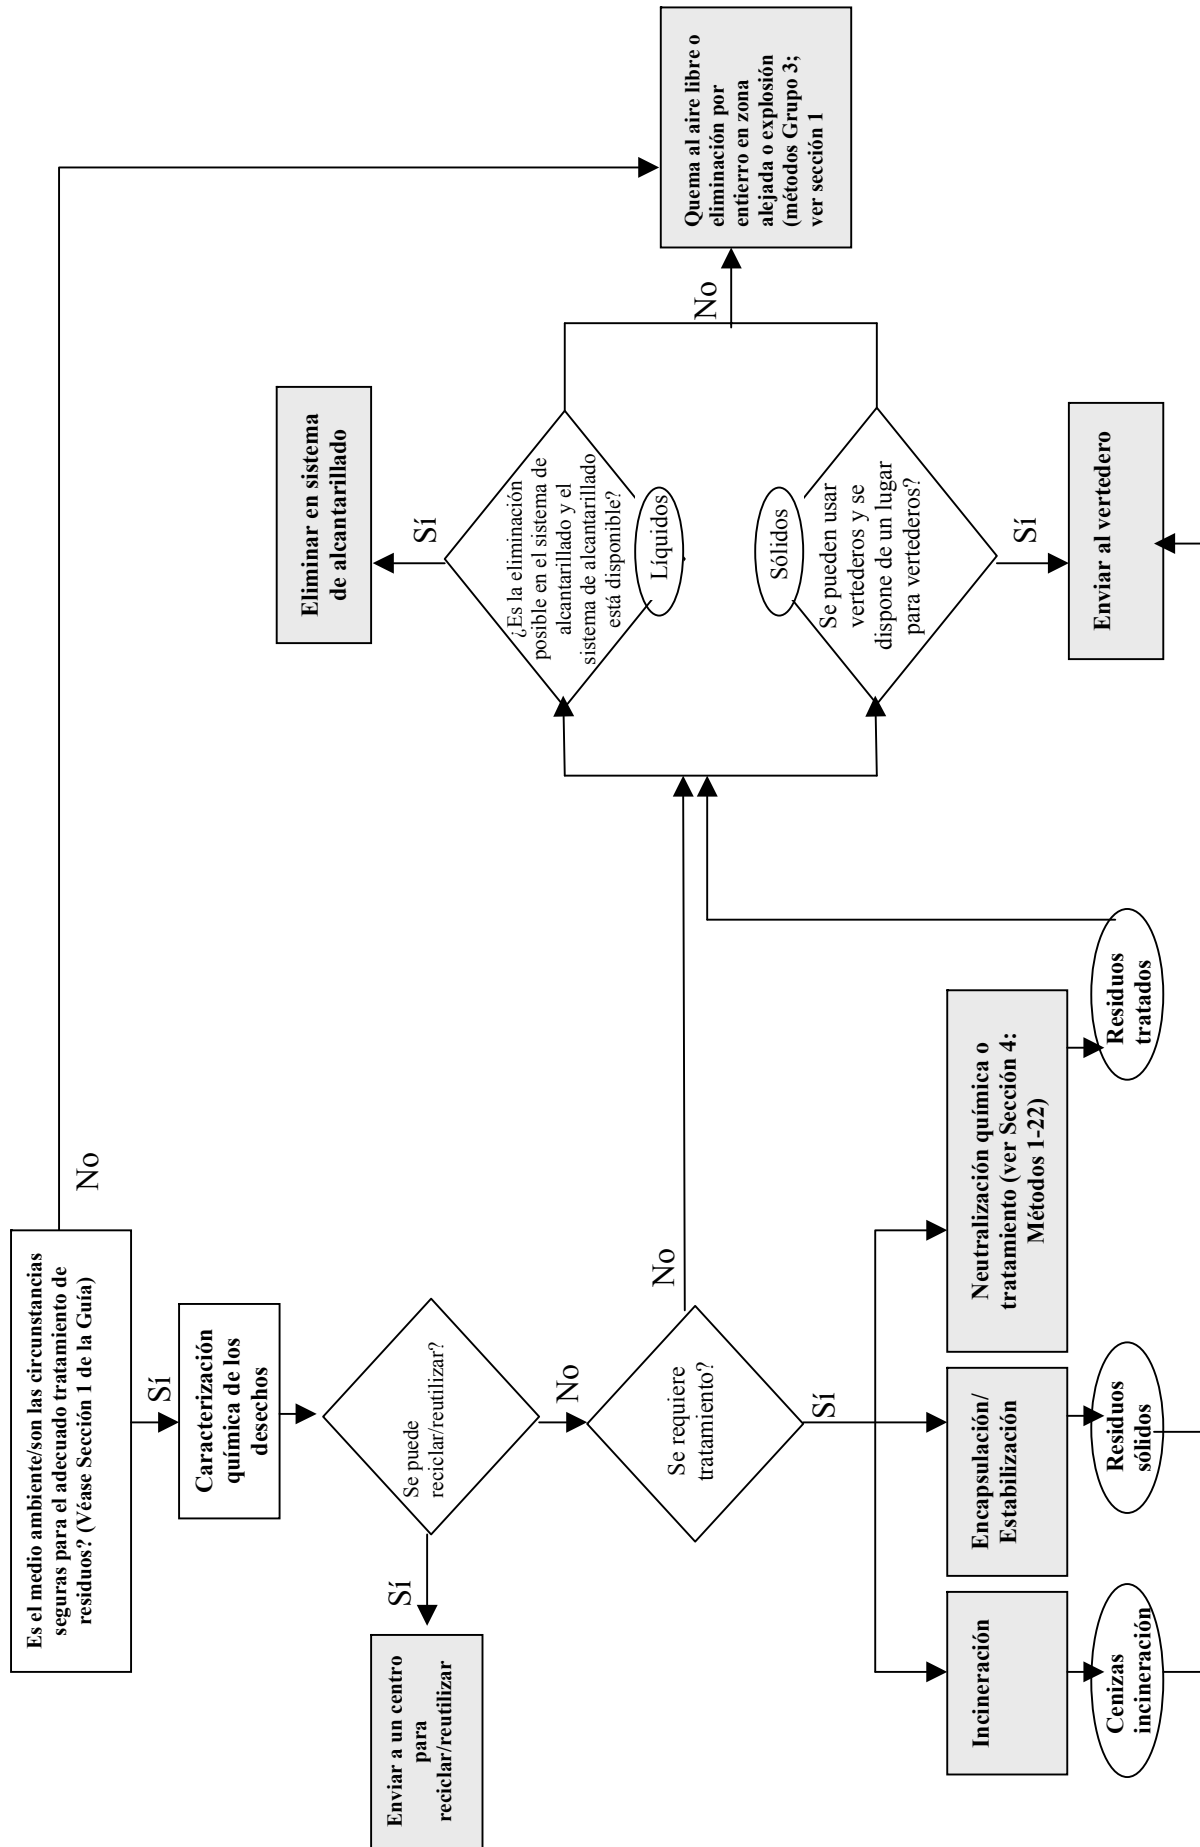 Es el medio ambiente/son las circunstancias
seguras para el adecuado tratamiento de
residuos? (Véase Sección 1 de la Guía)
No
Sí
Caracterización
química de los
desechos
Se puede
reciclar/reutilizar?
Sí
Enviar a un centro
para
reciclar/reutilizar
No
Se requiere
tratamiento?
No
Sí
Incineración
Encapsulación/
Estabilización
Neutralización química o
tratamiento (ver Sección 4:
Métodos 1-22)
Cenizas
incineración
Residuos
sólidos
Residuos
tratados
¿Es la eliminación
posible en el sistema de
alcantarillado y el
sistema de alcantarillado
está disponible?
Líquidos
Sí
Eliminar en sistema
de alcantarillado
Sólidos
Se pueden usar
vertederos y se
dispone de un lugar
para vertederos?
Sí
Enviar al vertedero
No
Quema al aire libre o
eliminación por
entierro en zona
alejada o explosión
(métodos Grupo 3;
ver sección 1